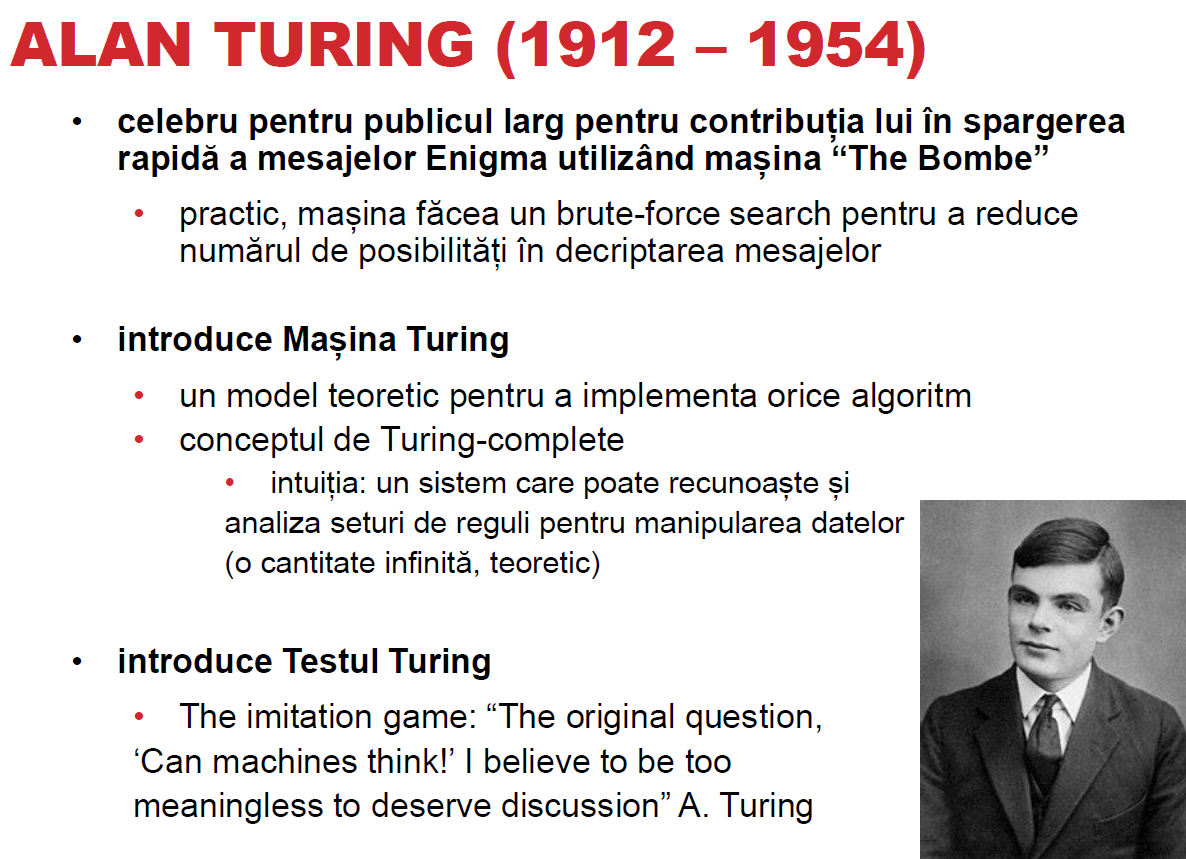 ALAN TURING (1912 – 1954)
• celebru pentru publicul larg pentru contribuția lui în spargerea
rapidă a mesajelor Enigma utilizând mașina “The Bombe”
• practic, mașina făcea un brute-force search pentru a reduce
numărul de posibilități în decriptarea mesajelor
• introduce Mașina Turing
• un model teoretic pentru a implementa orice algoritm
• conceptul de Turing-complete
• intuiția: un sistem care poate recunoaște și
analiza seturi de reguli pentru manipularea datelor
(o cantitate infinită, teoretic)
• introduce Testul Turing
• The imitation game: “The original question,
‘Can machines think!’ I believe to be too
meaningless to deserve discussion” A. Turing